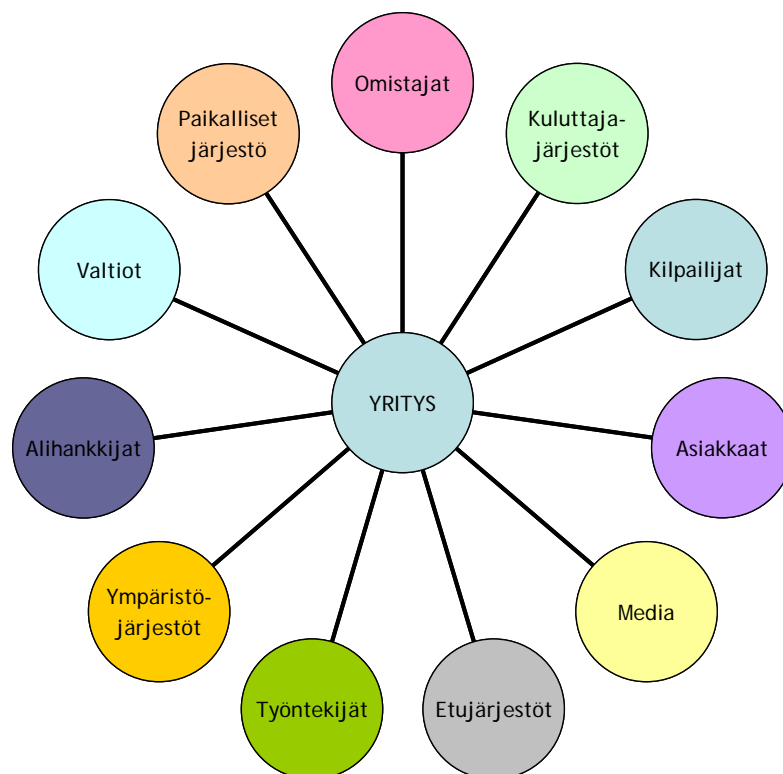 Omistajat
Paikalliset
järjestö
Kuluttaja-
järjestöt
Valtiot
Kilpailijat
YRITYS
Alihankkijat
Asiakkaat
Ympäristö-
järjestöt
Media
Työntekijät
Etujärjestöt